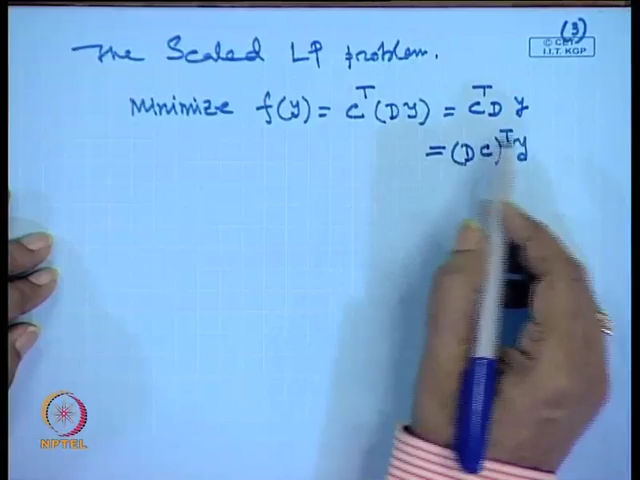 (3)
© CET
I.I.T. KGP
The Scaled LP problem.
Minimize f(y) = C^T (Dy) = C^T D y
= (DC)^T y
NPTEL